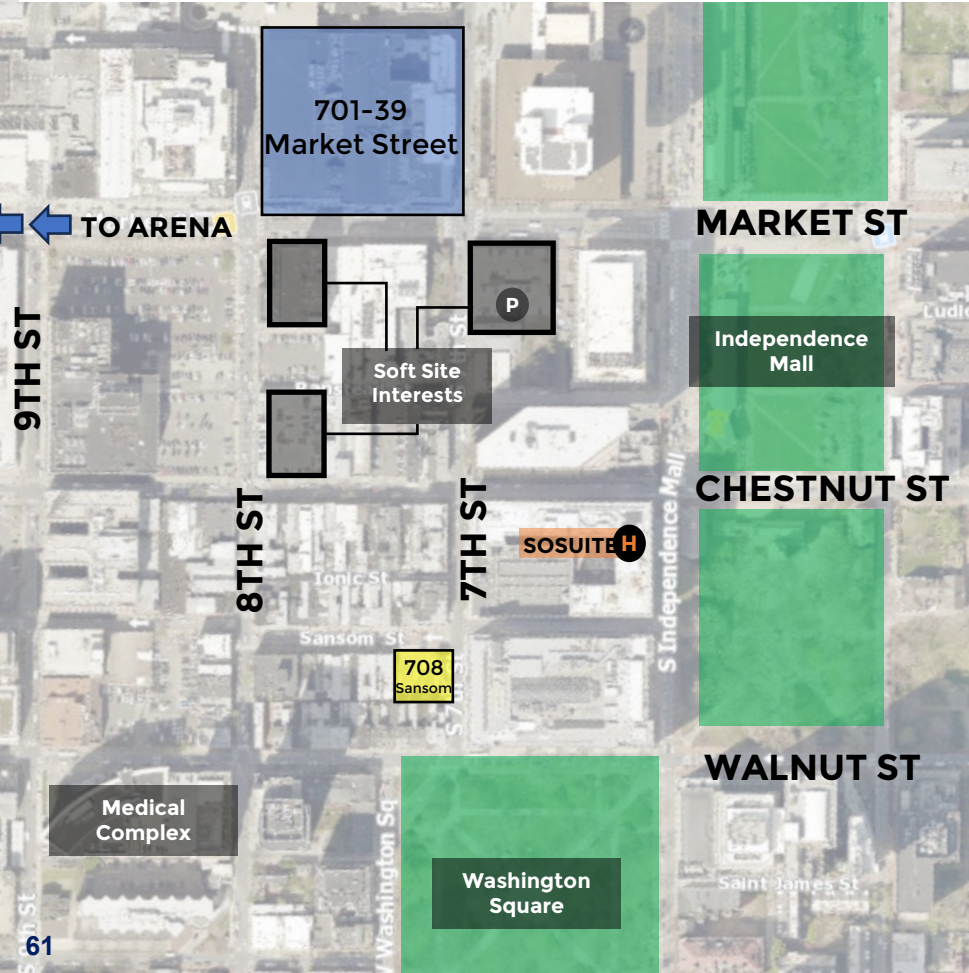 701-39
Market Street
TO ARENA
MARKET ST
P
Ludlo
9TH ST
Independence
Mall
Soft Site
Interests
8TH ST
7TH ST
S Independence Mall
CHESTNUT ST
SOSUITE H
Ionic St
Sansom St
708
Sansom
WALNUT ST
Medical
Complex
W Washington Sq
Washington
Square
Saint James St
61